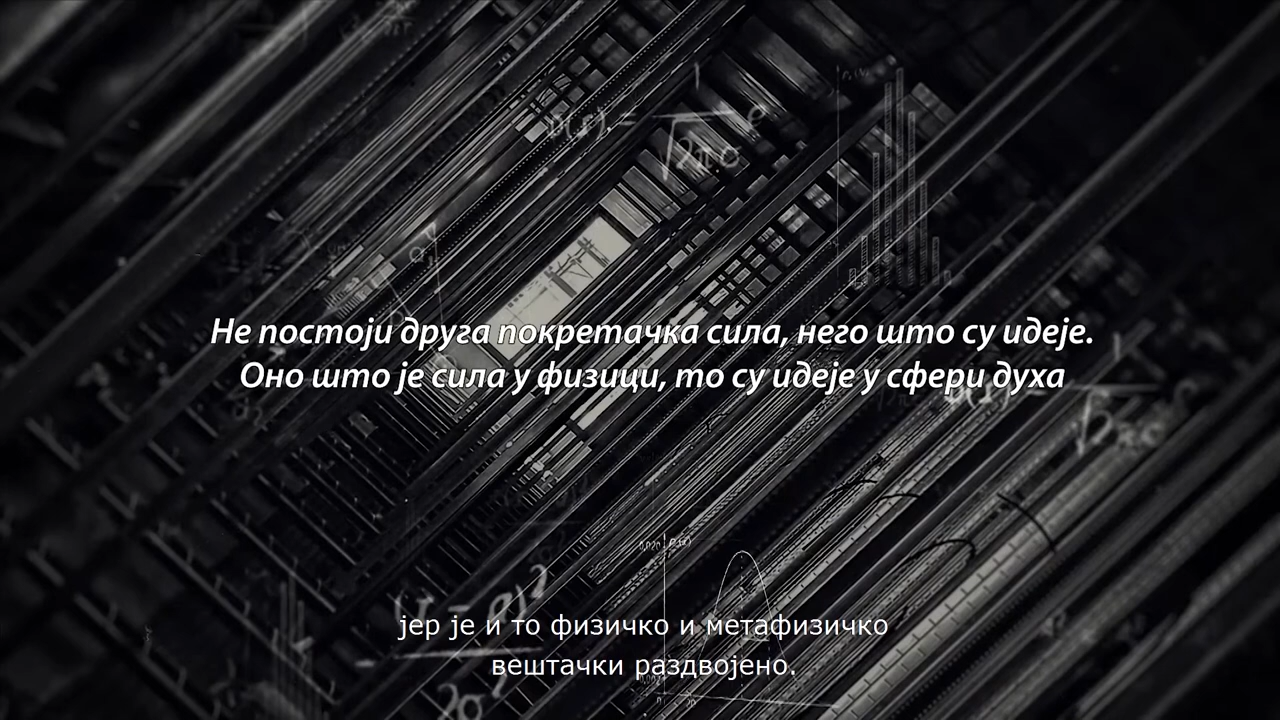 Не постоји друга покретачка сила, него што су идеје.
Оно што је сила у физици, то су идеје у сфери духа
јер је и то физичко и метафизичко
вештачки раздвојено.